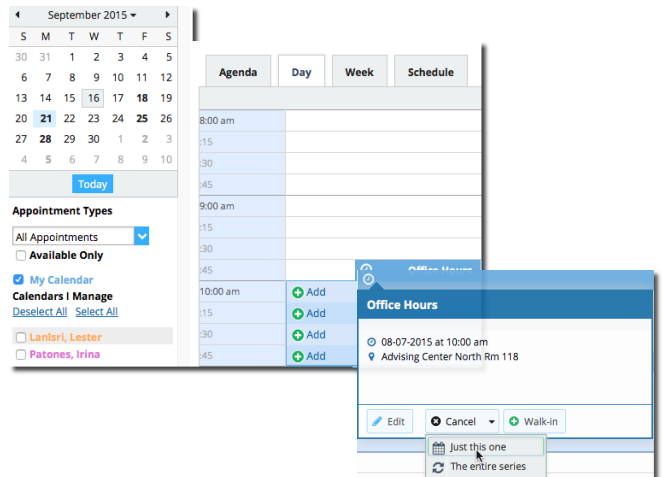 September 2015
S M T W T F S
30 31 1 2 3 4 5
6 7 8 9 10 11 12
13 14 15 16 17 18 19
20 21 22 23 24 25 26
27 28 29 30 1 2 3
4 5 6 7 8 9 10
Today
Appointment Types
All Appointments
Available Only
My Calendar
Calendars I Manage
Deselect All Select All
Lanisri, Lester
Patones, Irina
Agenda Day Week Schedule
8:00 am
:15
:30
:45
9:00 am
:15
:30
:45
10:00 am Add
:15 Add
:30 Add
:45 Add
Office Hours
Office Hours
08-07-2015 at 10:00 am
Advising Center North Rm 118
Edit Cancel Walk-in
Just this one
The entire series